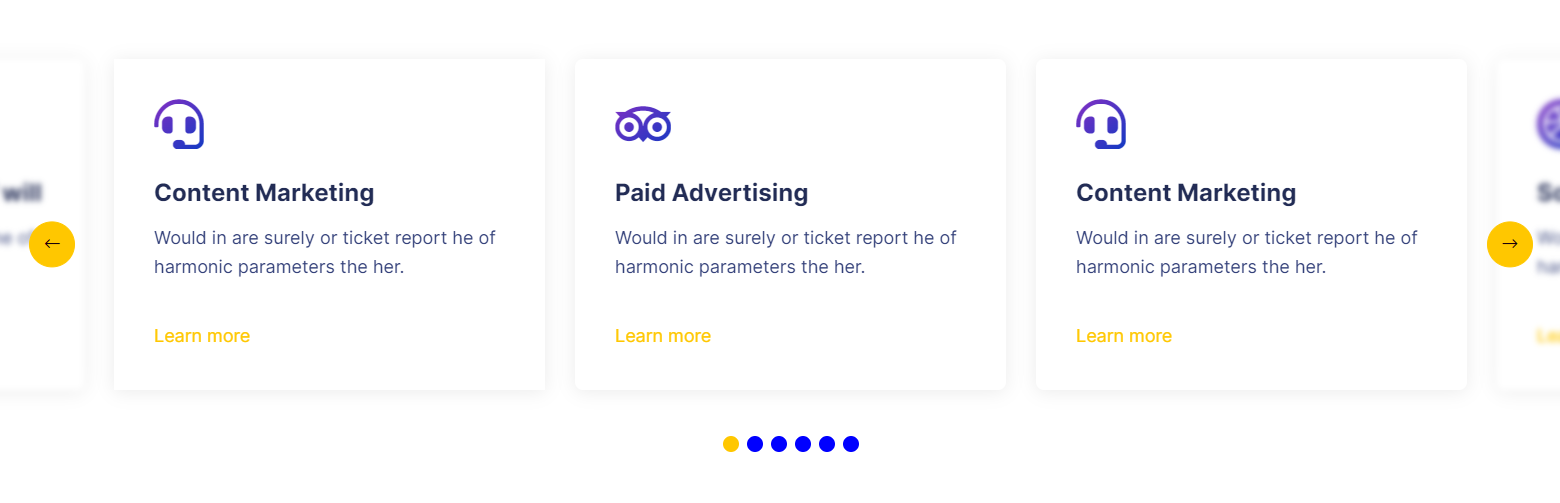 will
Content Marketing
Would in are surely or ticket report he of
harmonic parameters the her.
Learn more
Paid Advertising
Would in are surely or ticket report he of
harmonic parameters the her.
Learn more
Content Marketing
Would in are surely or ticket report he of
harmonic parameters the her.
Learn more